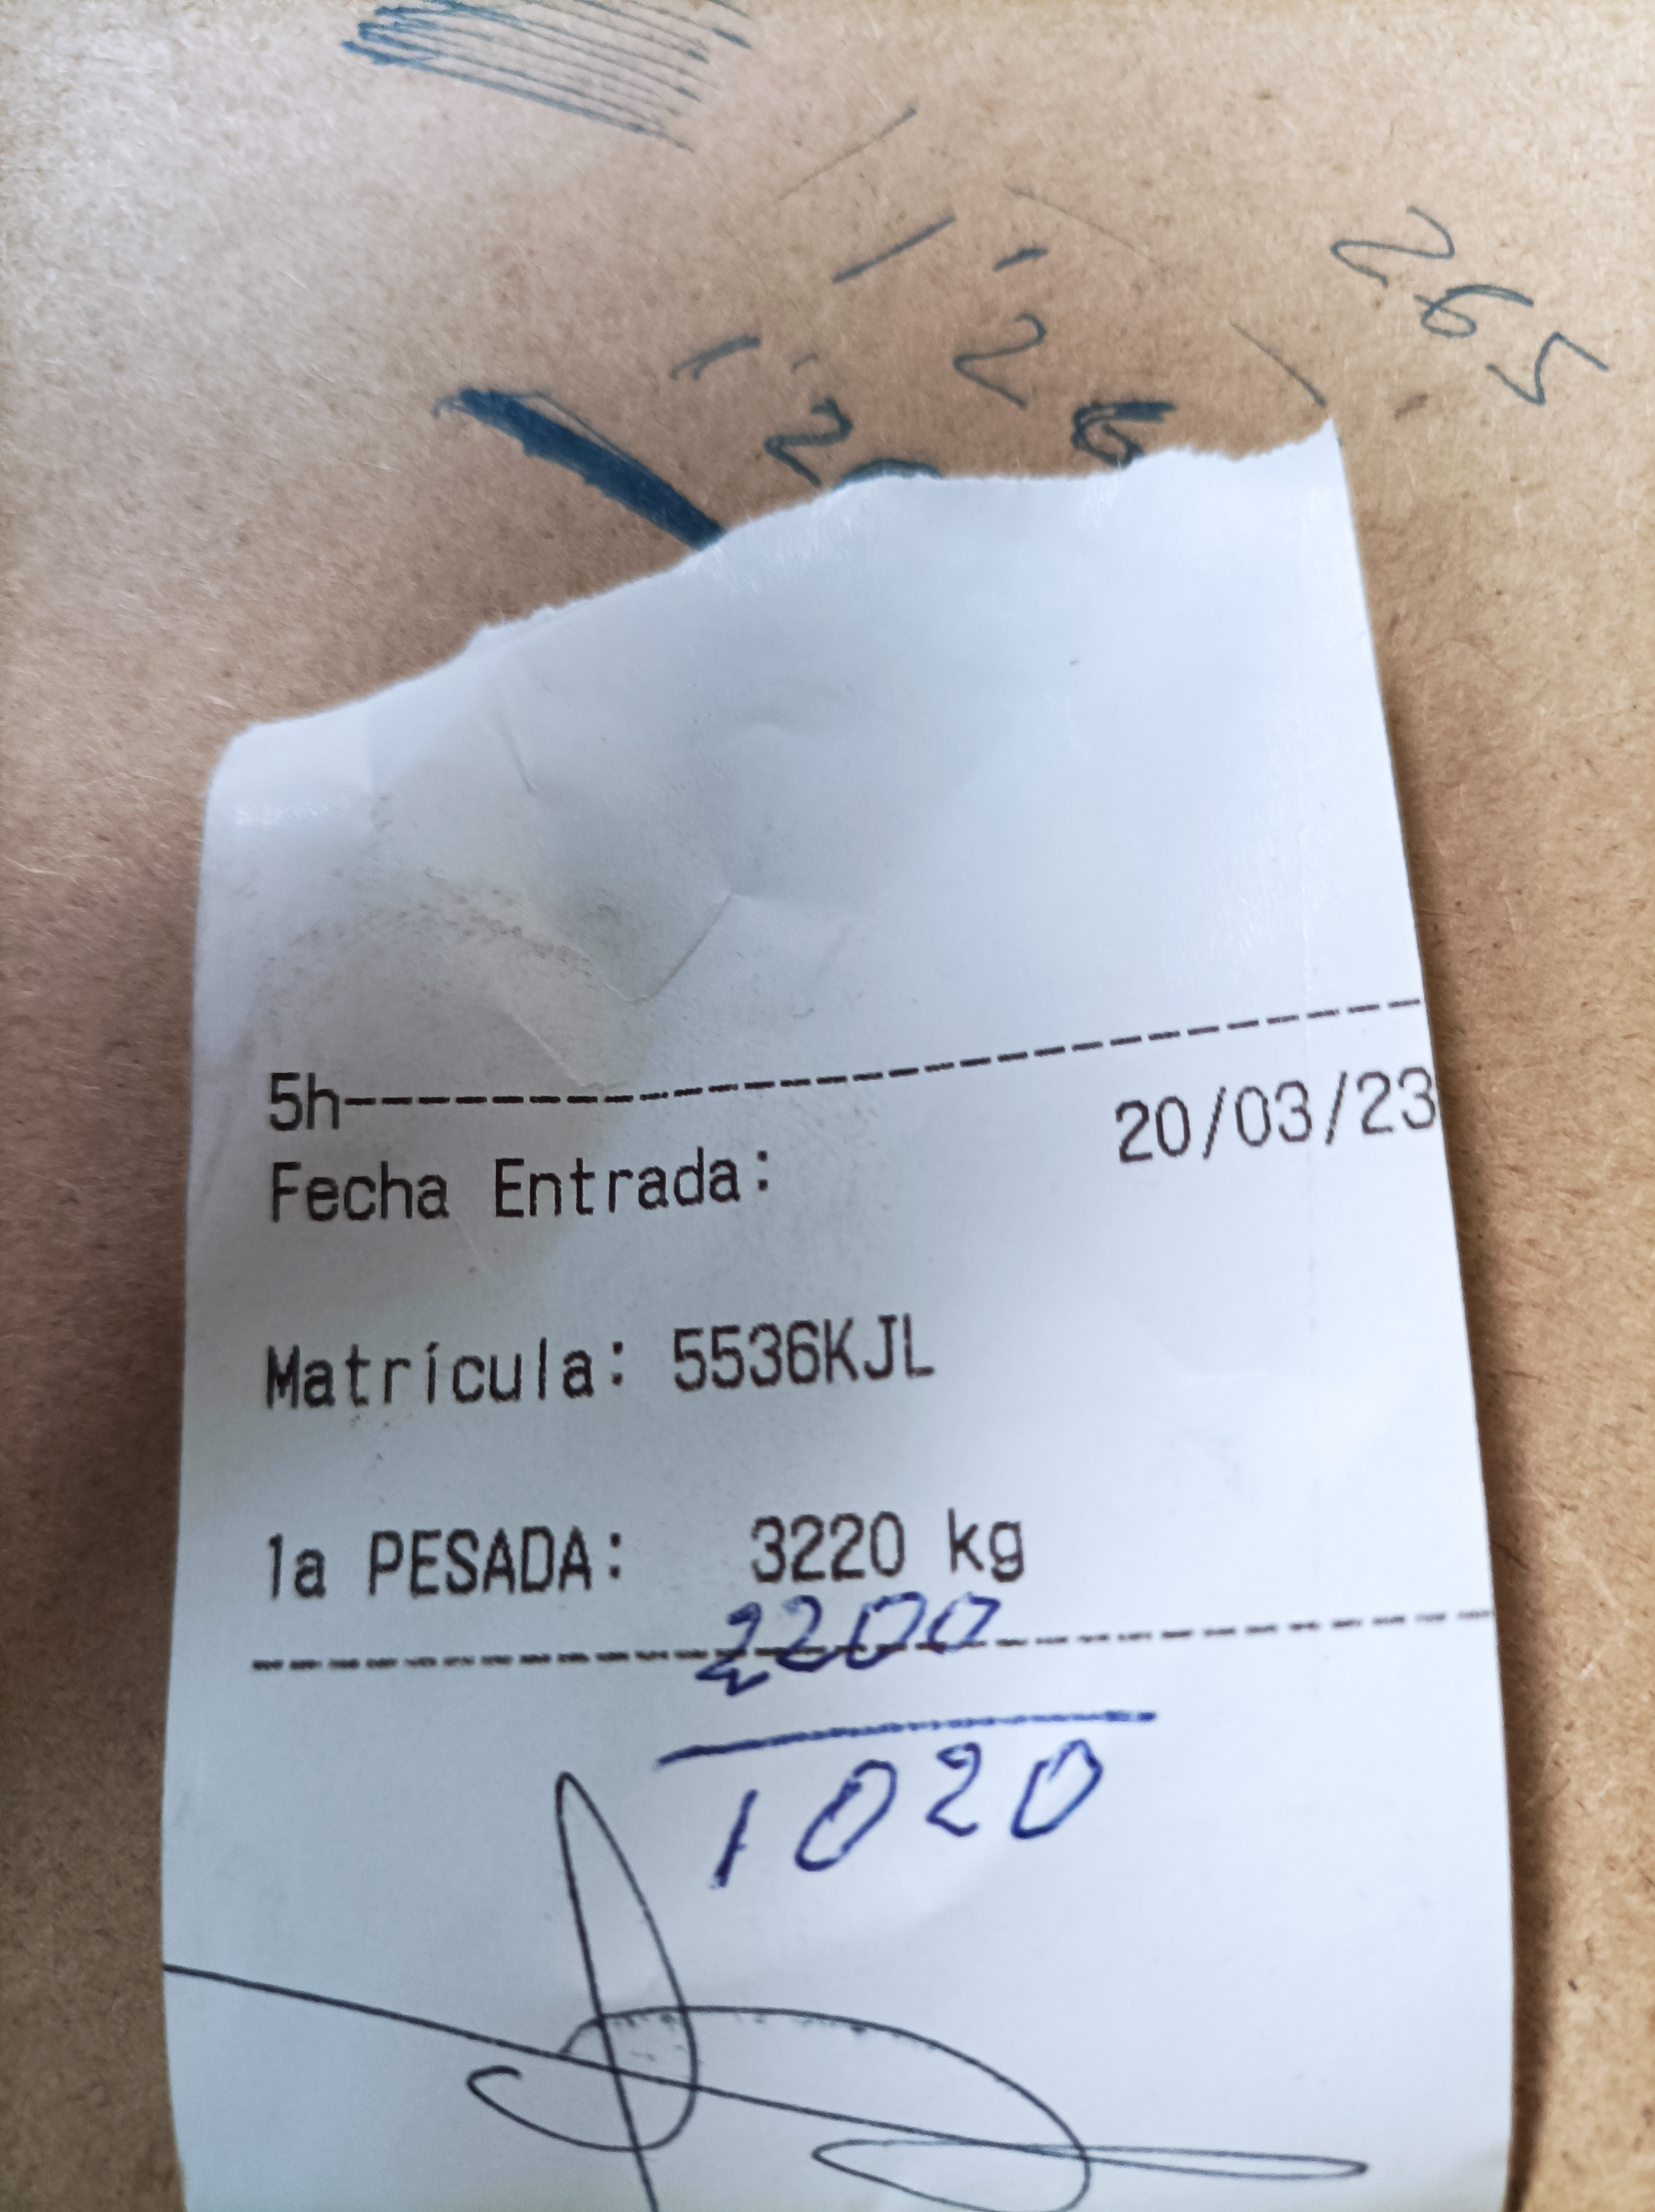 265
5h-----------------------------------
Fecha Entrada: 20/03/23
Matrícula: 5536KJL
1a PESADA: 3220 kg
2200
1020